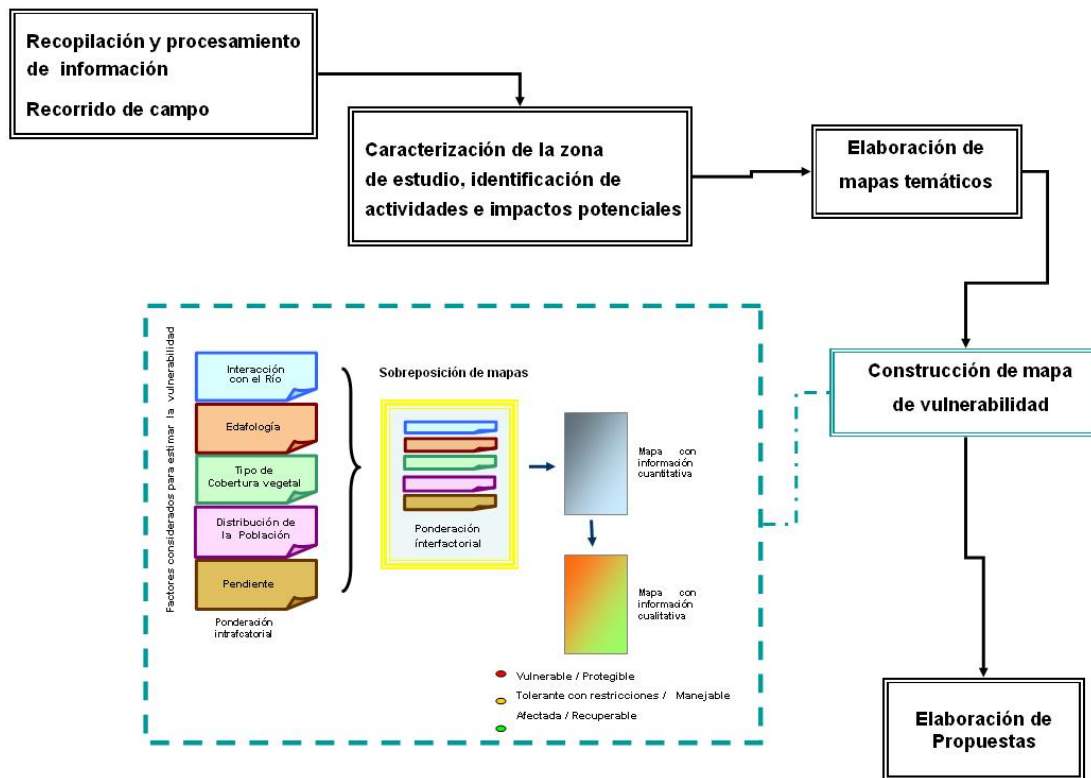 Recopilación y procesamiento
de información
Recorrido de campo
Caracterización de la zona
de estudio, identificación de
actividades e impactos potenciales
Elaboración de
mapas temáticos
Construcción de mapa
de vulnerabilidad
Factores considerados para estimar la vulnerabilidad
Interacción
con el Río
Edafología
Tipo de
Cobertura vegetal
Distribución de
la Población
Pendiente
Ponderación
intrafcatorial
Sobreposición de mapas
Ponderación
interfactorial
Mapa con
información
cuantitativa
Mapa con
información
cualitativa
Vulnerable / Protegible
Tolerante con restricciones / Manejable
Afectada / Recuperable
Elaboración de
Propuestas